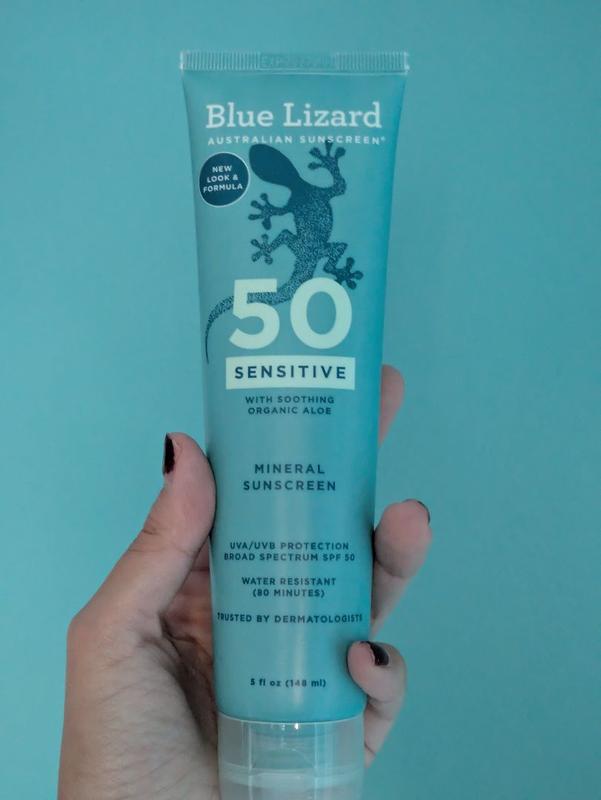 Blue Lizard
AUSTRALIAN SUNSCREEN®
NEW
LOOK &
FORMULA
50
SENSITIVE
WITH SOOTHING
ORGANIC ALOE
MINERAL
SUNSCREEN
UVA/UVB PROTECTION
BROAD SPECTRUM SPF 50
WATER RESISTANT
(80 MINUTES)
TRUSTED BY DERMATOLOGISTS
5 fl oz (148 ml)